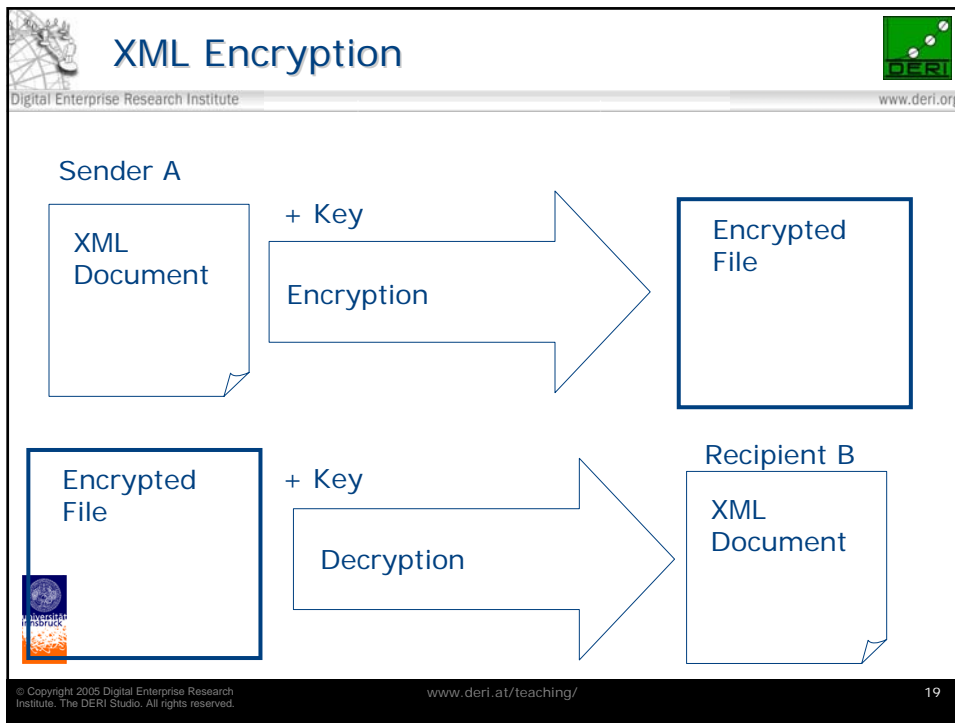 XML Encryption
DERI
Digital Enterprise Research Institute
www.deri.org
Sender A
XML
Document
+ Key
Encryption
Encrypted
File
Encrypted
File
+ Key
Decryption
Recipient B
XML
Document
universität
innsbruck
© Copyright 2005 Digital Enterprise Research
Institute. The DERI Studio. All rights reserved.
www.deri.at/teaching/
19